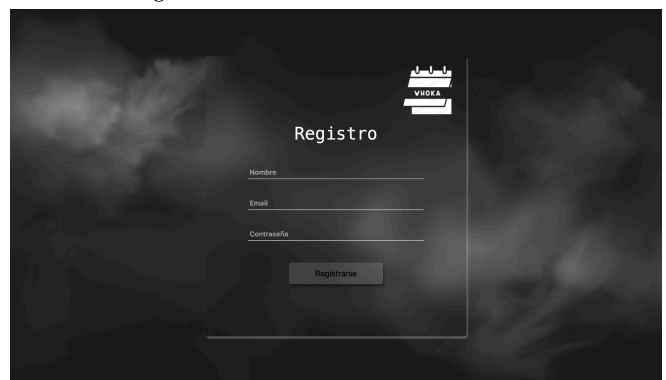 WHOKA
Registro
Nombre
Email
Contraseña
Registrarse